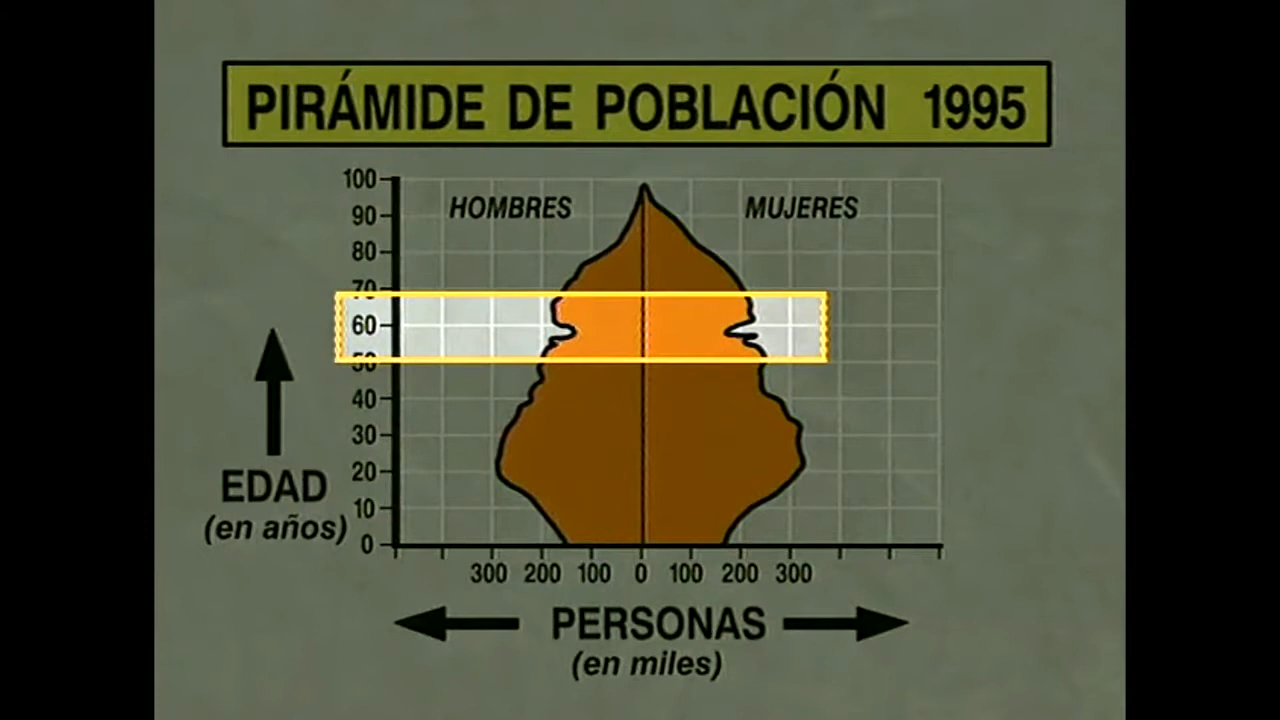 PIRÁMIDE DE POBLACIÓN 1995
HOMBRES
MUJERES
100
90
80
70
60
50
40
30
20
10
0
300 200 100 0 100 200 300
EDAD
(en años)
PERSONAS
(en miles)